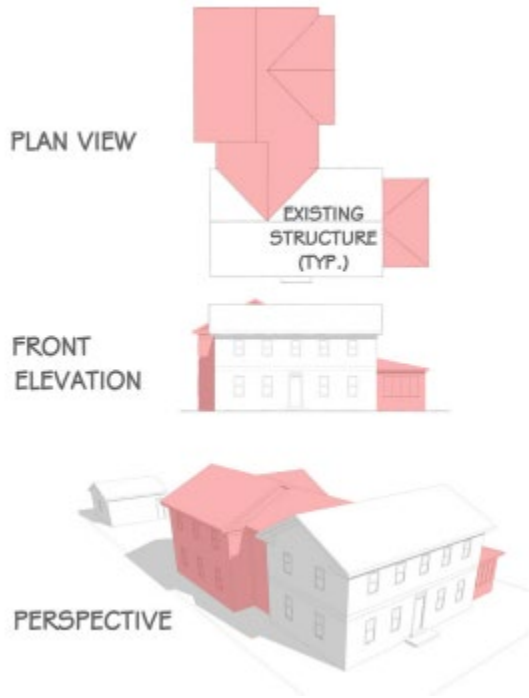 PLAN VIEW
EXISTING
STRUCTURE
(TYP.)
FRONT
ELEVATION
PERSPECTIVE